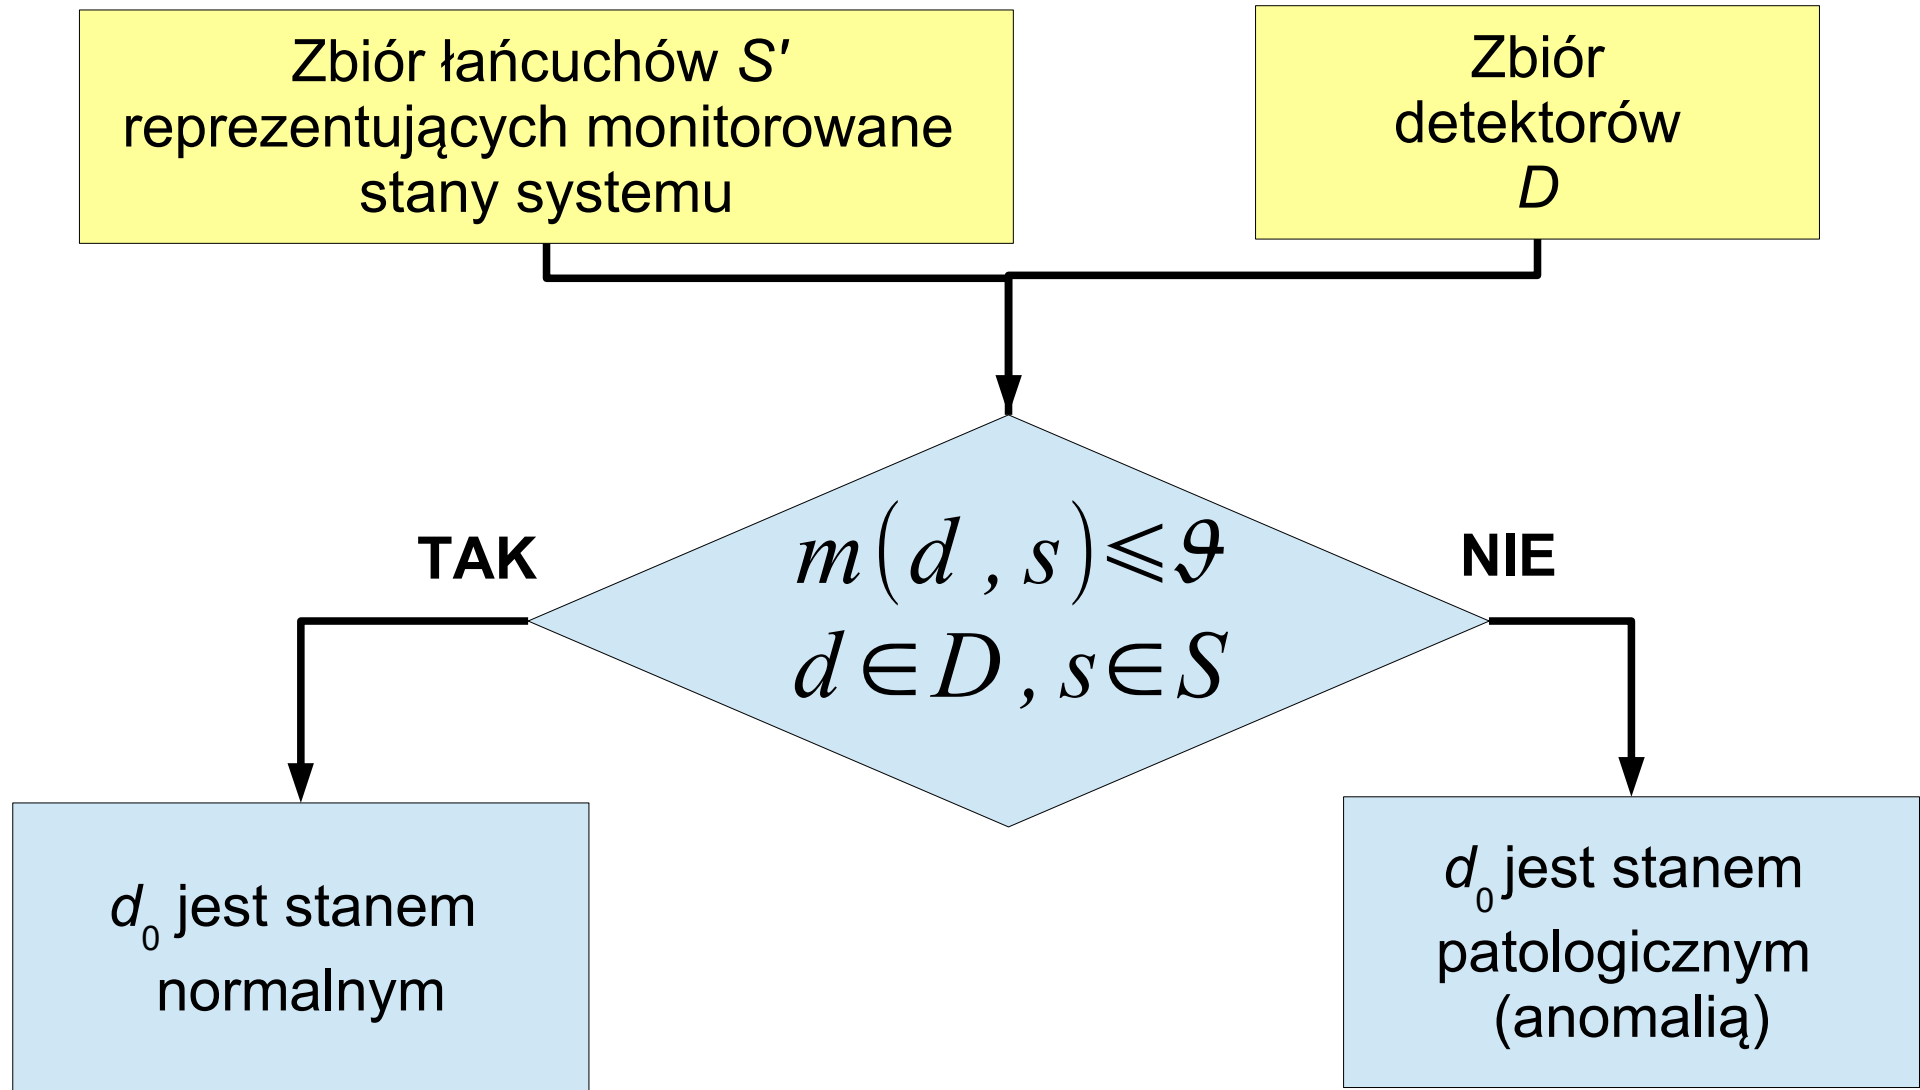 Zbiór łańcuchów S'
reprezentujących monitorowane
stany systemu
Zbiór
detektorów
D
m(d , s)⩽ϑ
d∈D , s∈S
TAK
NIE
d₀ jest stanem
normalnym
d₀ jest stanem
patologicznym
(anomalią)